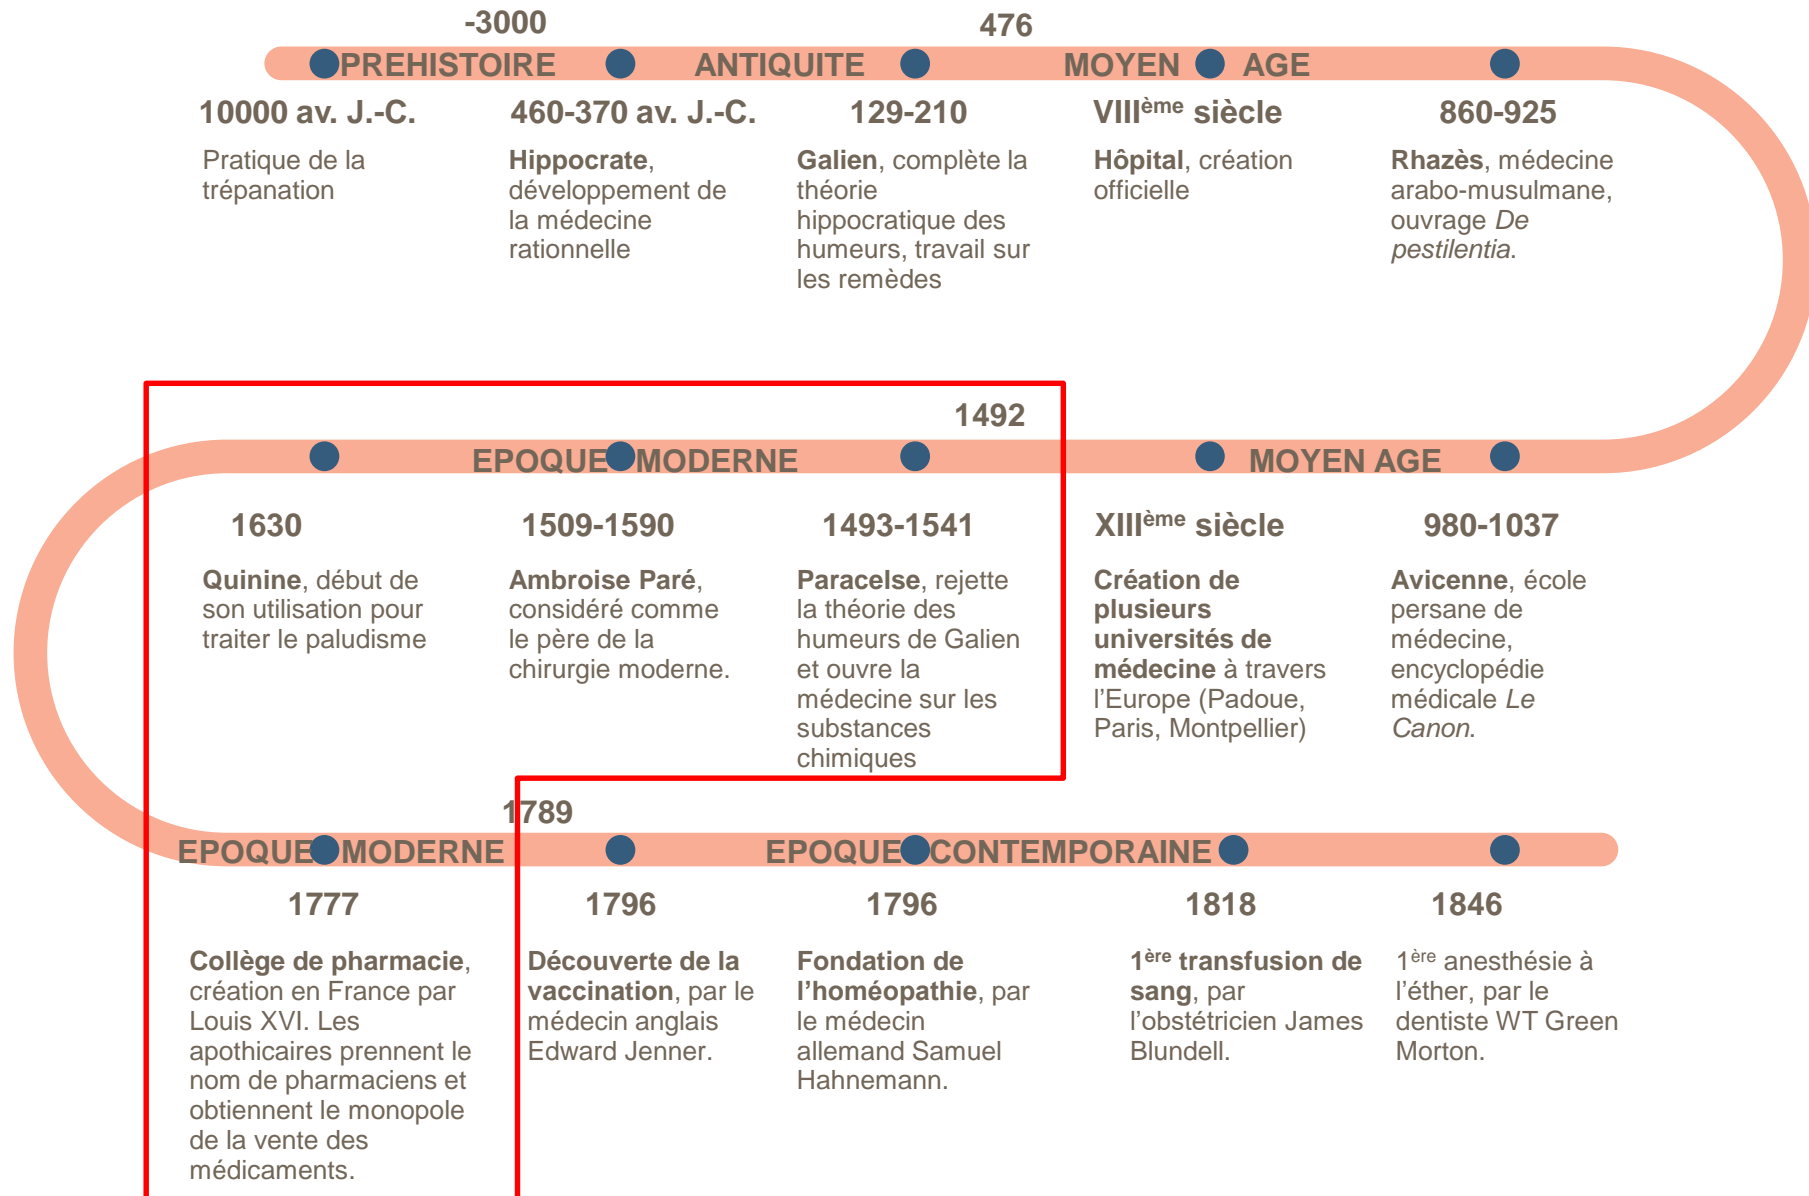 -3000
476
PREHISTOIRE
ANTIQUITE
MOYEN AGE
10000 av. J.-C.
Pratique de la
trépanation
460-370 av. J.-C.
Hippocrate,
développement de
la médecine
rationnelle
129-210
Galien, complète la
théorie
hippocratique des
humeurs, travail sur
les remèdes
VIIIème siècle
Hôpital, création
officielle
860-925
Rhazès, médecine
arabo-musulmane,
ouvrage De
pestilentia.
1492
EPOQUE MODERNE
MOYEN AGE
1630
Quinine, début de
son utilisation pour
traiter le paludisme
1509-1590
Ambroise Paré,
considéré comme
le père de la
chirurgie moderne.
1493-1541
Paracelse, rejette
la théorie des
humeurs de Galien
et ouvre la
médecine sur les
substances
chimiques
XIIIème siècle
Création de
plusieurs
universités de
médecine à travers
l'Europe (Padoue,
Paris, Montpellier)
980-1037
Avicenne, école
persane de
médecine,
encyclopédie
médicale Le
Canon.
1789
EPOQUE MODERNE
EPOQUE CONTEMPORAINE
1777
Collège de pharmacie,
création en France par
Louis XVI. Les
apothicaires prennent le
nom de pharmaciens et
obtiennent le monopole
de la vente des
médicaments.
1796
Découverte de la
vaccination, par le
médecin anglais
Edward Jenner.
1796
Fondation de
l'homéopathie, par
le médecin
allemand Samuel
Hahnemann.
1818
1ère transfusion de
sang, par
l'obstétricien James
Blundell.
1846
1ère anesthésie à
l'éther, par le
dentiste WT Green
Morton.